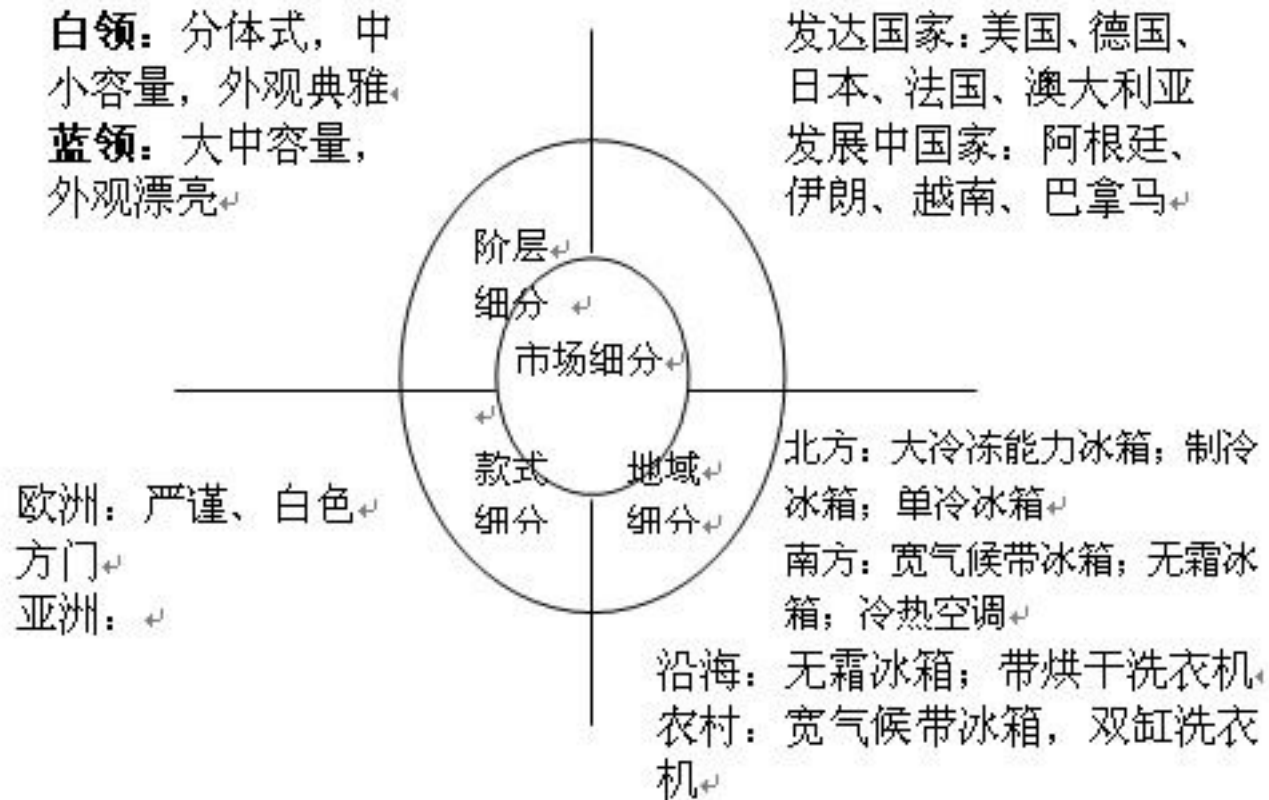 白领：分体式，中
小容量，外观典雅
蓝领：大中容量，
外观漂亮
发达国家：美国、德国、
日本、法国、澳大利亚
发展中国家：阿根廷、
伊朗、越南、巴拿马
阶层
细分
市场细分
款式
细分
地域
细分
欧洲：严谨、白色
方门
亚洲：
北方：大冷冻能力冰箱；制冷
冰箱；单冷冰箱
南方：宽气候带冰箱；无霜冰
箱；冷热空调
沿海：无霜冰箱；带烘干洗衣机
农村：宽气候带冰箱，双缸洗衣
机